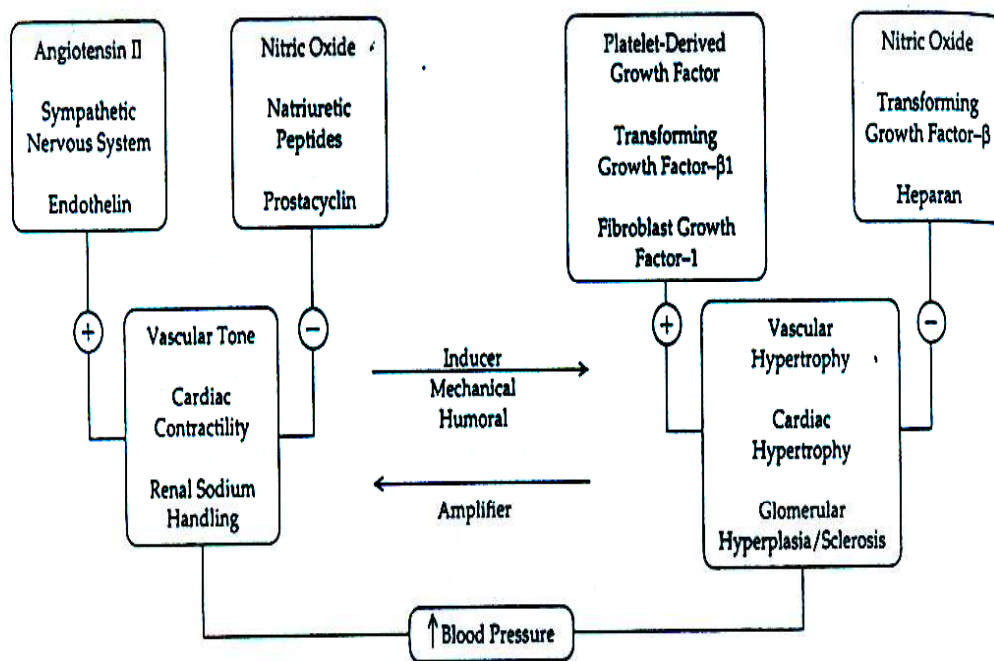 Angiotensin II
Sympathetic
Nervous System
Endothelin
Nitric Oxide
Natriuretic
Peptides
Prostacyclin
Platelet-Derived
Growth Factor
Transforming
Growth Factor–β1
Fibroblast Growth
Factor–1
Nitric Oxide
Transforming
Growth Factor–β
Heparan
+
−
+
−
Vascular Tone
Cardiac
Contractility
Renal Sodium
Handling
Inducer
Mechanical
Humoral
Amplifier
Vascular
Hypertrophy
Cardiac
Hypertrophy
Glomerular
Hyperplasia/Sclerosis
↑Blood Pressure